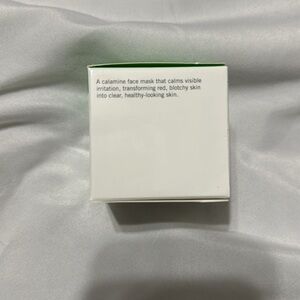 A calamine face mask that calms visible
irritation, transforming red, blotchy skin
into clear, healthy-looking skin.